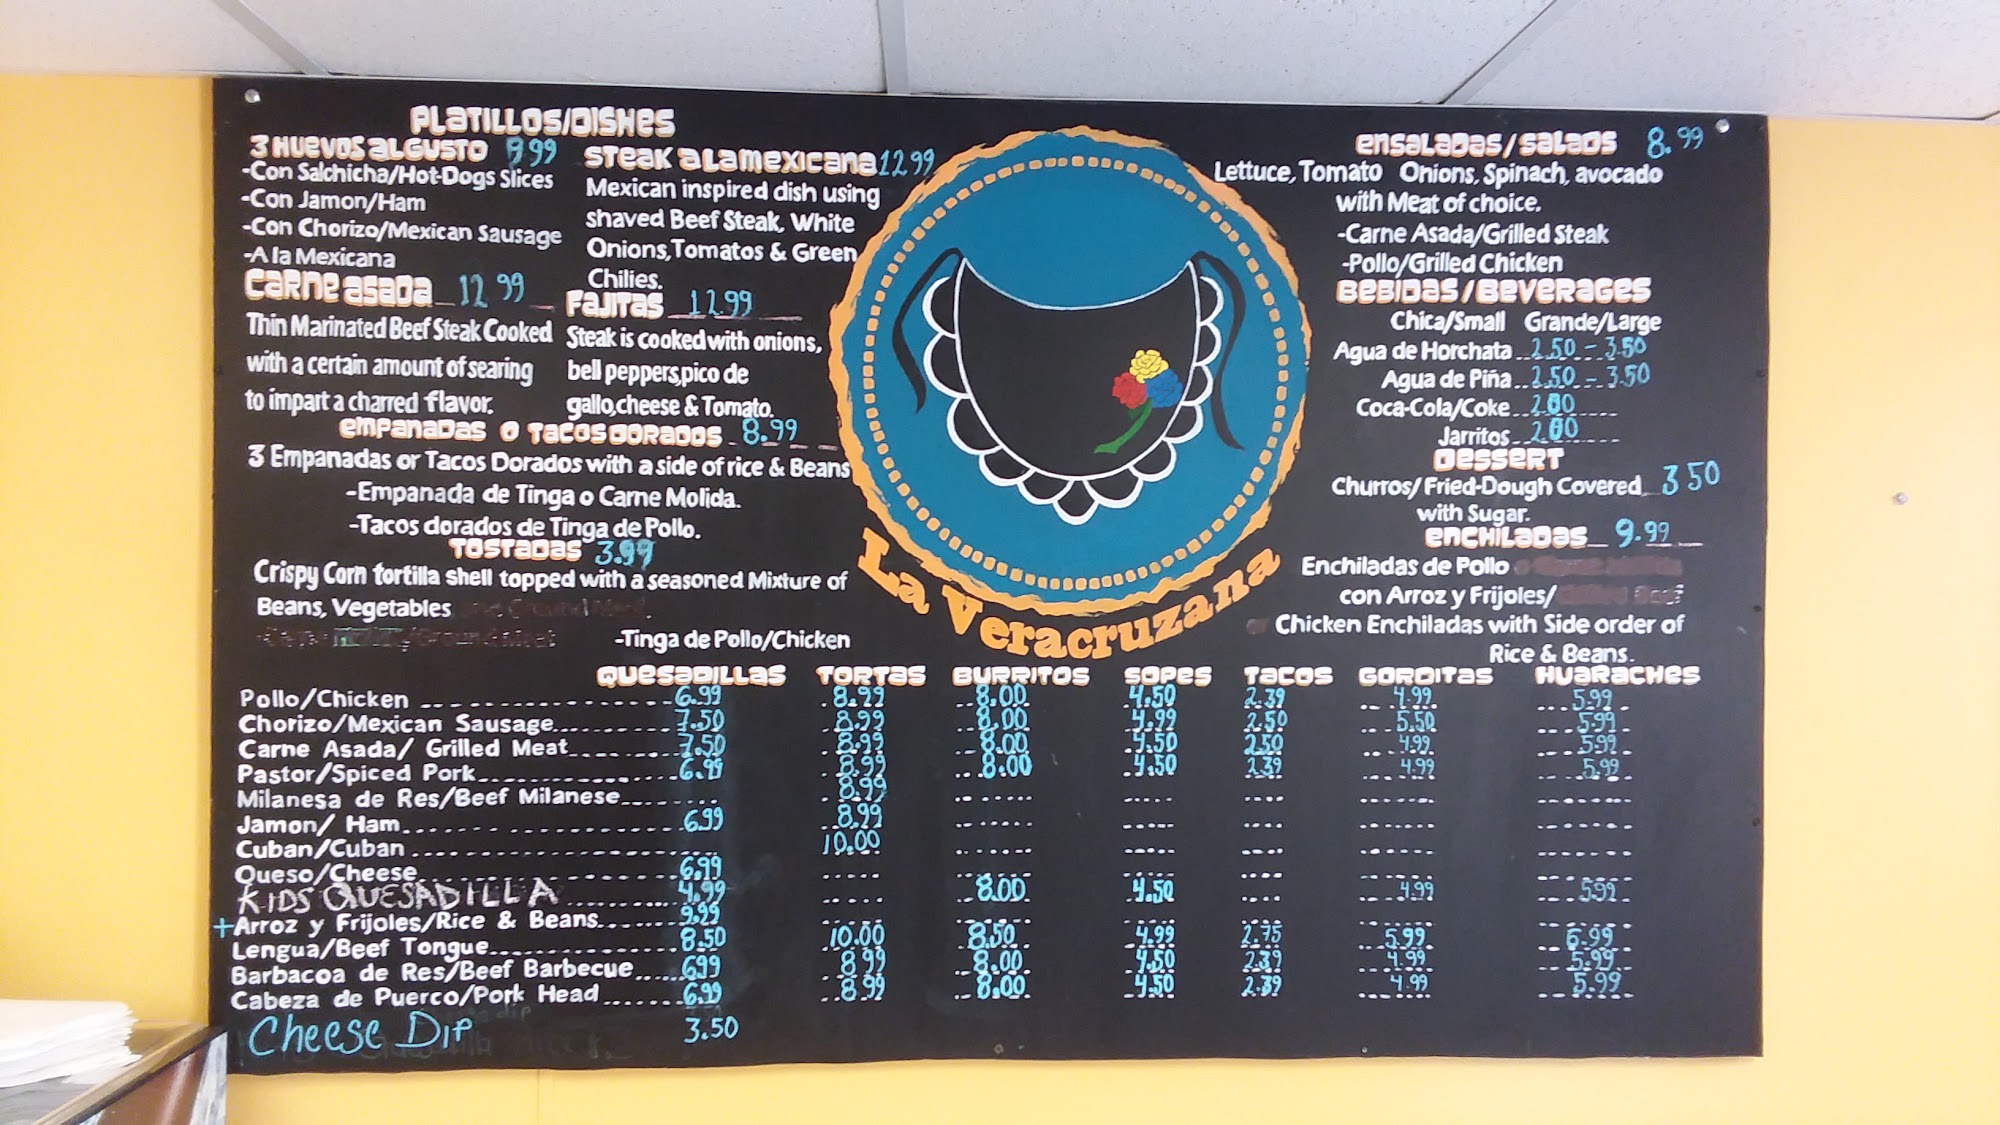 PLATILLOS/DISHES
3 HUEVOS AL GUSTO 9.99
-Con Salchicha/Hot-Dogs Slices
-Con Jamon/Ham
-Con Chorizo/Mexican Sausage
-A la Mexicana
CARNE ASADA 12.99
Thin Marinated Beef Steak Cooked
with a certain amount of searing
to impart a charred flavor.
STEAK A LA MEXICANA 12.99
Mexican inspired dish using
shaved Beef Steak, White
Onions, Tomatos & Green
Chilies.
FAJITAS 12.99
Steak is cooked with onions,
bell peppers, pico de
gallo, cheese & Tomato.
EMPANADAS O TACOS DORADOS 8.99
3 Empanadas or Tacos Dorados with a side of rice & Beans
-Empanada de Tinga o Carne Molida.
-Tacos dorados de Tinga de Pollo.
TOSTADAS 3.99
Crispy Corn tortilla shell topped with a seasoned Mixture of
Beans, Vegetables
-Tinga de Pollo/Chicken
La Veracruzana
ENSALADAS/SALADS 8.99
Lettuce, Tomato Onions, Spinach, avocado
with Meat of choice.
-Carne Asada/Grilled Steak
-Pollo/Grilled Chicken
BEBIDAS/BEVERAGES
Chica/Small Grande/Large
Agua de Horchata 2.50 - 3.50
Agua de Piña 2.50 - 3.50
Coca-Cola/Coke 2.00
Jarritos 2.00
DESSERT
Churros/Fried-Dough Covered 3.50
with Sugar.
ENCHILADAS 9.99
Enchiladas de Pollo
con Arroz y Frijoles/
Chicken Enchiladas with Side order of
Rice & Beans.
QUESADILLAS TORTAS BURRITOS SOPES TACOS GORDITAS HUARACHES
Pollo/Chicken 6.99 8.99 8.00 4.50 2.39 4.99 5.99
Chorizo/Mexican Sausage 7.50 8.99 8.00 4.99 2.50 5.50 5.99
Carne Asada/ Grilled Meat 7.50 8.99 8.00 4.50 2.50 4.99 5.99
Pastor/Spiced Pork 6.99 8.99 8.00 4.50 2.39 4.99 5.99
Milanesa de Res/Beef Milanese 8.99
Jamon/ Ham 6.99 8.99
Cuban/Cuban 10.00
Queso/Cheese 6.99
KIDS QUESADILLA 4.99 8.00 4.50 4.99 5.99
+Arroz y Frijoles/Rice & Beans 9.99
Lengua/Beef Tongue 8.50 10.00 8.50 4.99 2.75 5.99 6.99
Barbacoa de Res/Beef Barbecue 6.99 8.99 8.00 4.50 2.39 4.99 5.99
Cabeza de Puerco/Pork Head 6.99 8.99 8.00 4.50 2.39 4.99 5.99
Cheese Dip 3.50